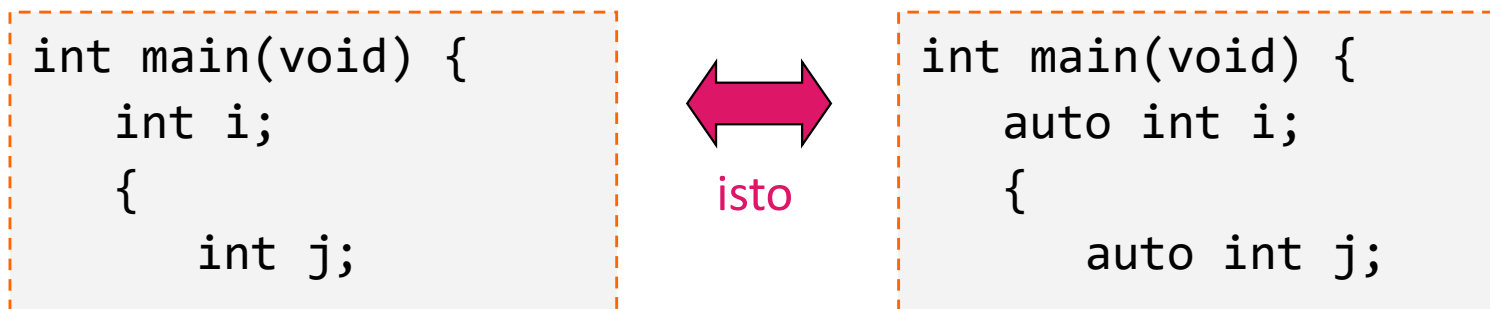 int main(void) {
int i;
{
int j;
isto
int main(void) {
auto int i;
{
auto int j;